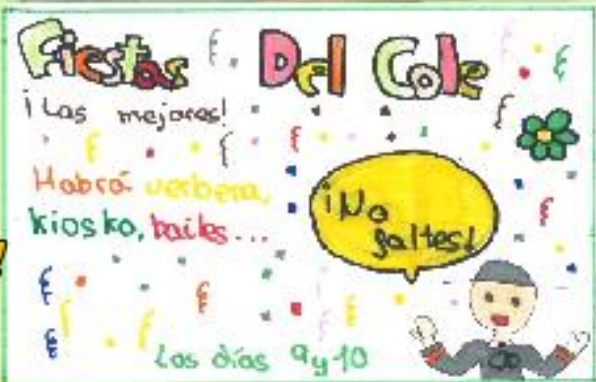 Fiestas Del Cole
¡Las mejores!
Habrá verbena,
kiosko, bailes...
¡No
faltes!
Los días 9 y 10